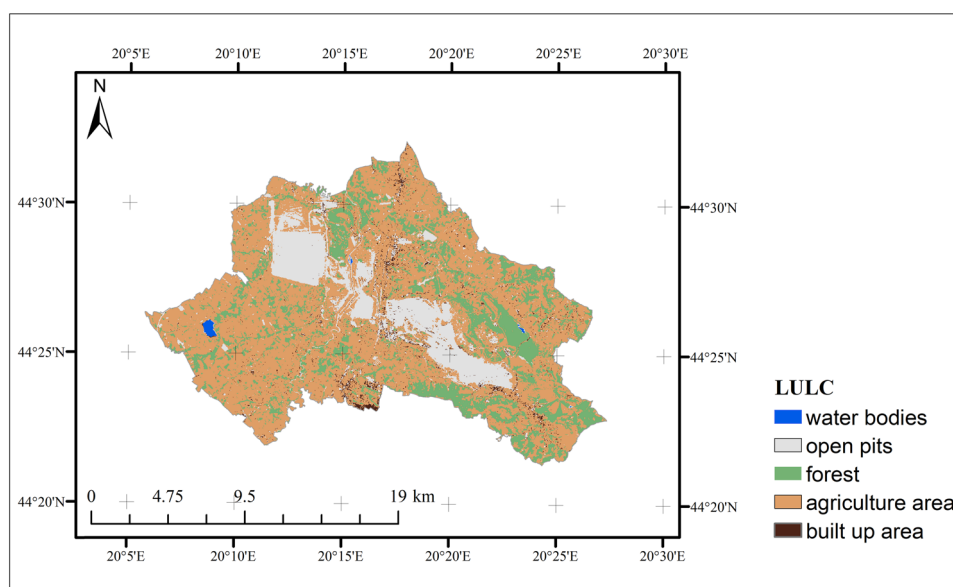 20°5'E 20°10'E 20°15'E 20°20'E 20°25'E 20°30'E
N
44°30'N 44°30'N
44°25'N 44°25'N
LULC
water bodies
open pits
forest
agriculture area
built up area
0 4.75 9.5 19 km
44°20'N 44°20'N
20°5'E 20°10'E 20°15'E 20°20'E 20°25'E 20°30'E